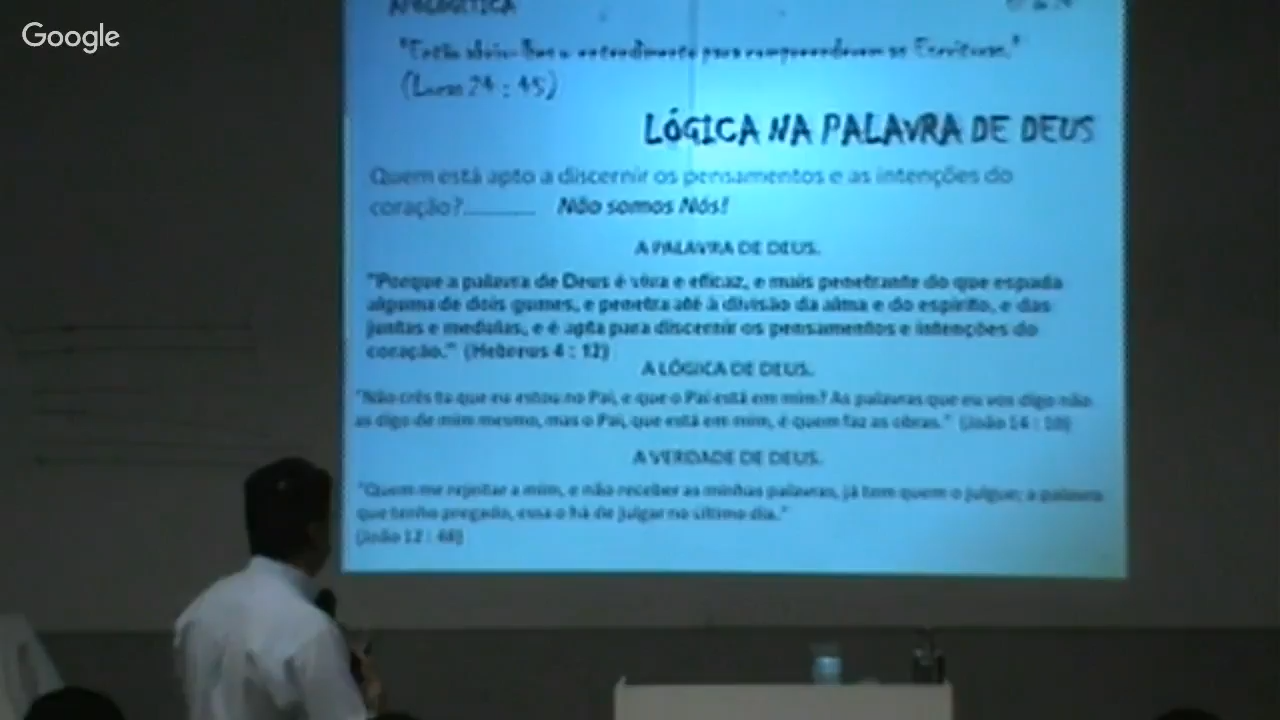 Google
APOLOGÉTICA
"Então abriu-lhes o entendimento para compreenderem as Escrituras."
(Lucas 24 : 45)
LÓGICA NA PALAVRA DE DEUS
Quem está apto a discernir os pensamentos e as intenções do
coração?............ Não somos Nós!
A PALAVRA DE DEUS.
"Porque a palavra de Deus é viva e eficaz, e mais penetrante do que espada
alguma de dois gumes, e penetra até à divisão da alma e do espírito, e das
juntas e medulas, e é apta para discernir os pensamentos e intenções do
coração." (Hebreus 4 : 12)
A LÓGICA DE DEUS.
"Não crês tu que eu estou no Pai, e que o Pai está em mim? As palavras que eu vos digo não
as digo de mim mesmo, mas o Pai, que está em mim, é quem faz as obras." (João 14 : 10)
A VERDADE DE DEUS.
"Quem me rejeitar a mim, e não receber as minhas palavras, já tem quem o julgue; a palavra
que tenho pregado, essa o há de julgar no último dia."
(João 12 : 48)